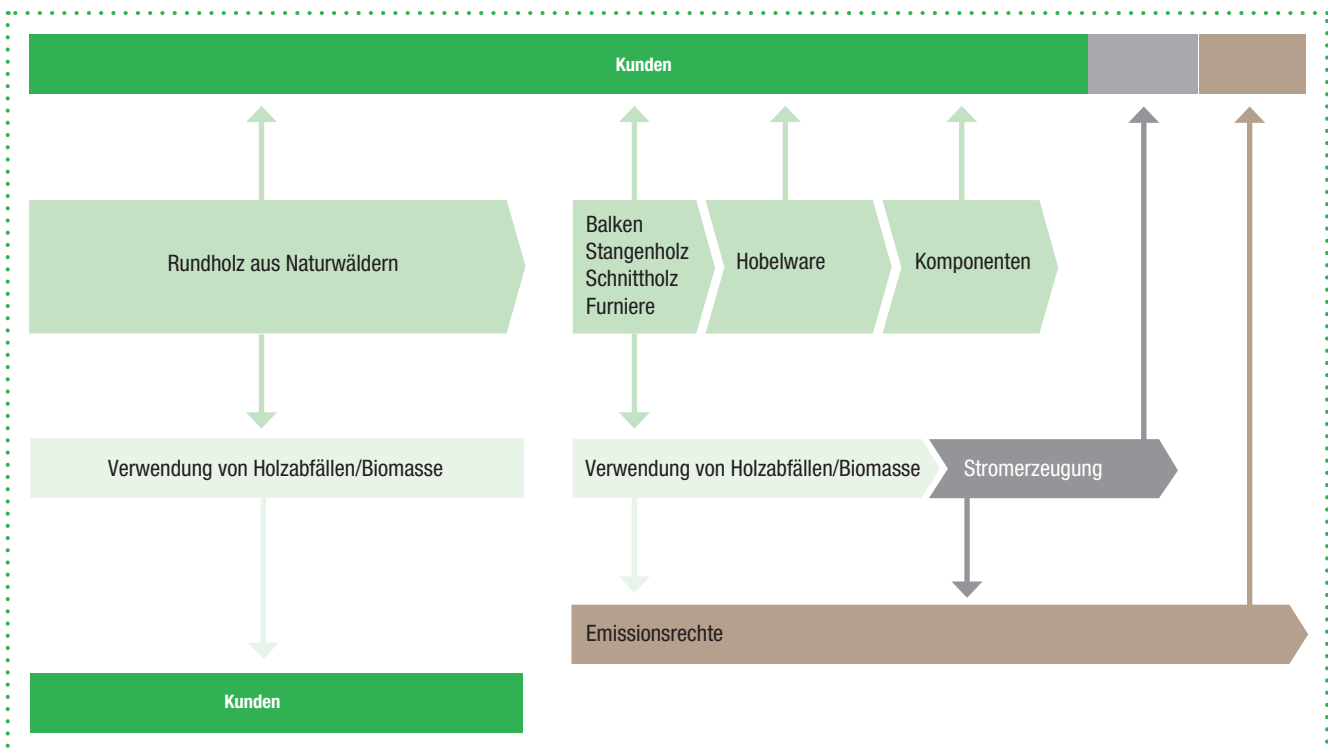 Kunden
Rundholz aus Naturwäldern
Balken
Stangenholz
Schnittholz
Furniere
Hobelware
Komponenten
Verwendung von Holzabfällen/Biomasse
Verwendung von Holzabfällen/Biomasse
Stromerzeugung
Emissionsrechte
Kunden